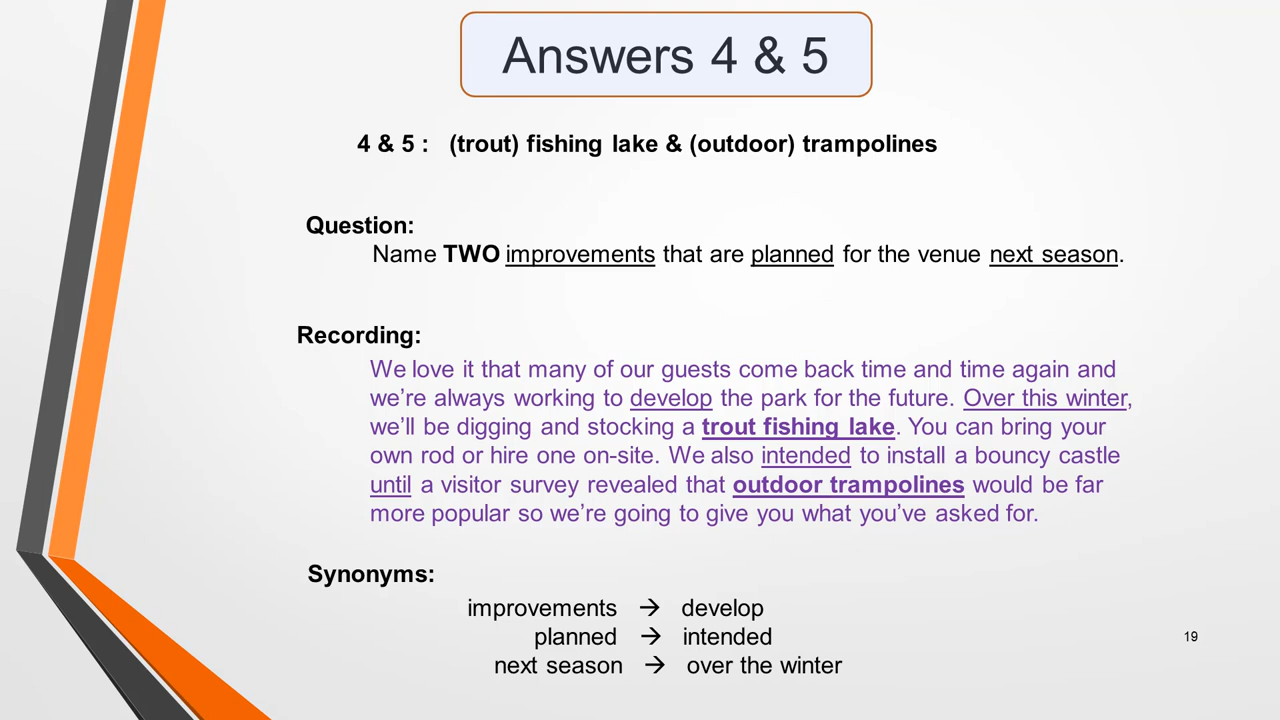 Answers 4 & 5
4 & 5 : (trout) fishing lake & (outdoor) trampolines
Question:
Name TWO improvements that are planned for the venue next season.
Recording:
We love it that many of our guests come back time and time again and
we’re always working to develop the park for the future. Over this winter,
we’ll be digging and stocking a trout fishing lake. You can bring your
own rod or hire one on-site. We also intended to install a bouncy castle
until a visitor survey revealed that outdoor trampolines would be far
more popular so we’re going to give you what you’ve asked for.
Synonyms:
improvements → develop
planned → intended
next season → over the winter
19